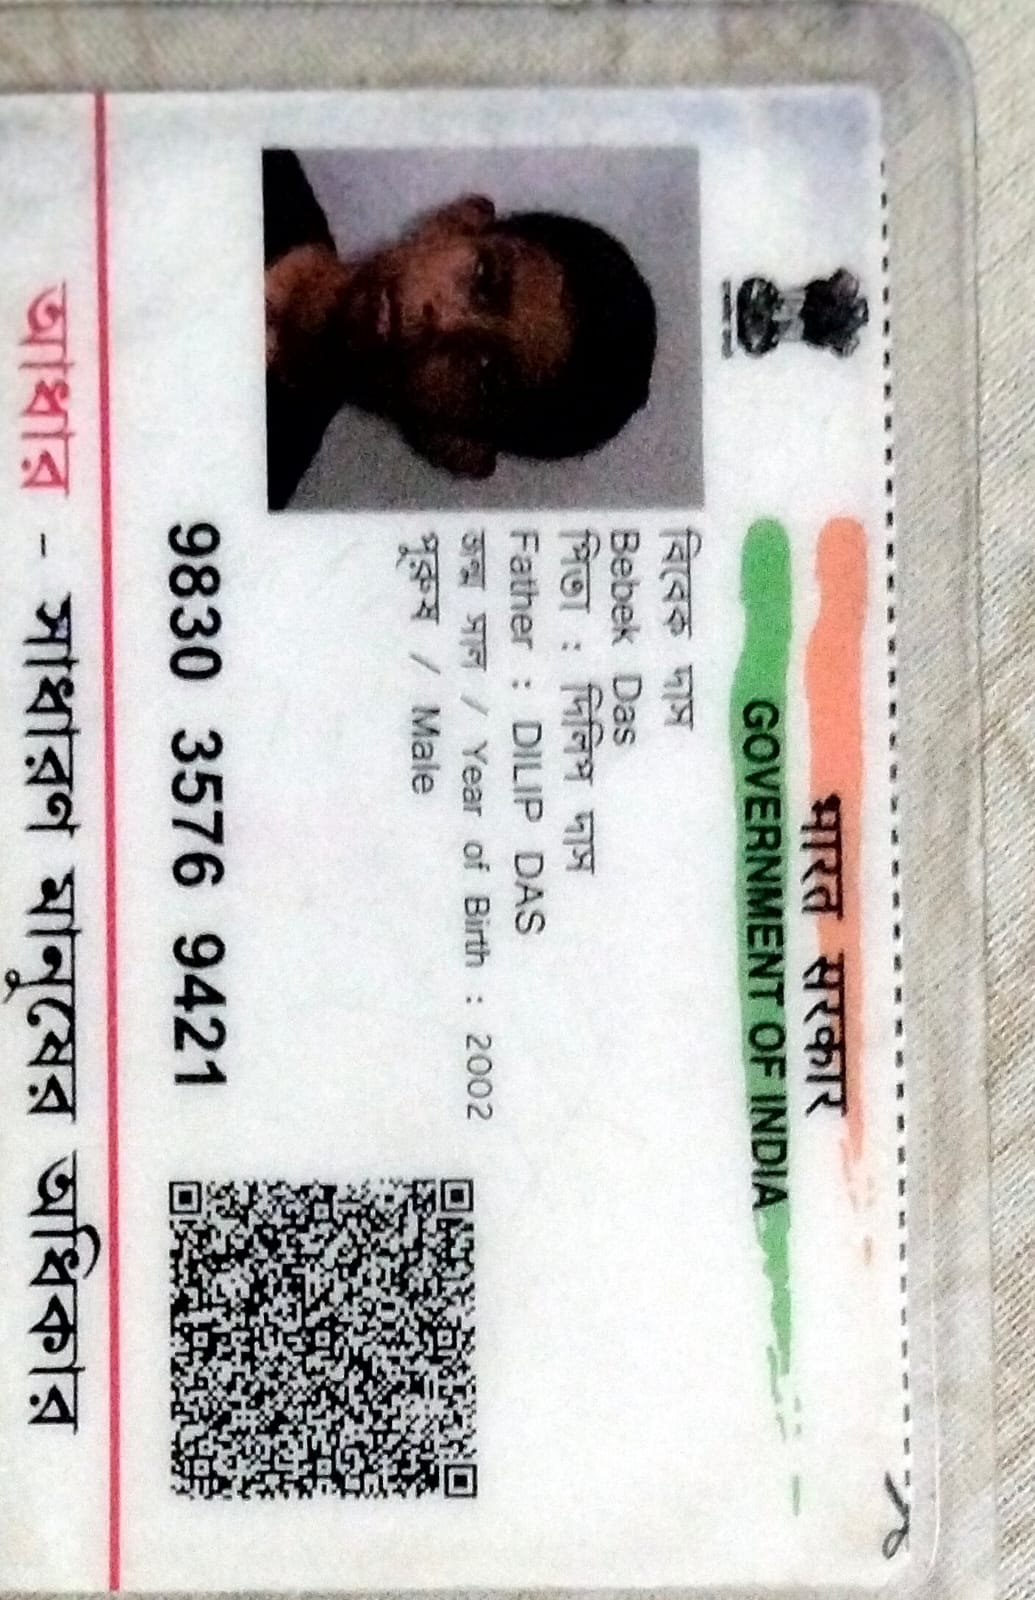 भारत सरकार
GOVERNMENT OF INDIA
বিবেক দাস
Bebek Das
পিতা : দিলিপ দাস
Father : DILIP DAS
জন্ম সাল / Year of Birth : 2002
পুরুষ / Male
9830 3576 9421
আধার - সাধারণ মানুষের অধিকার